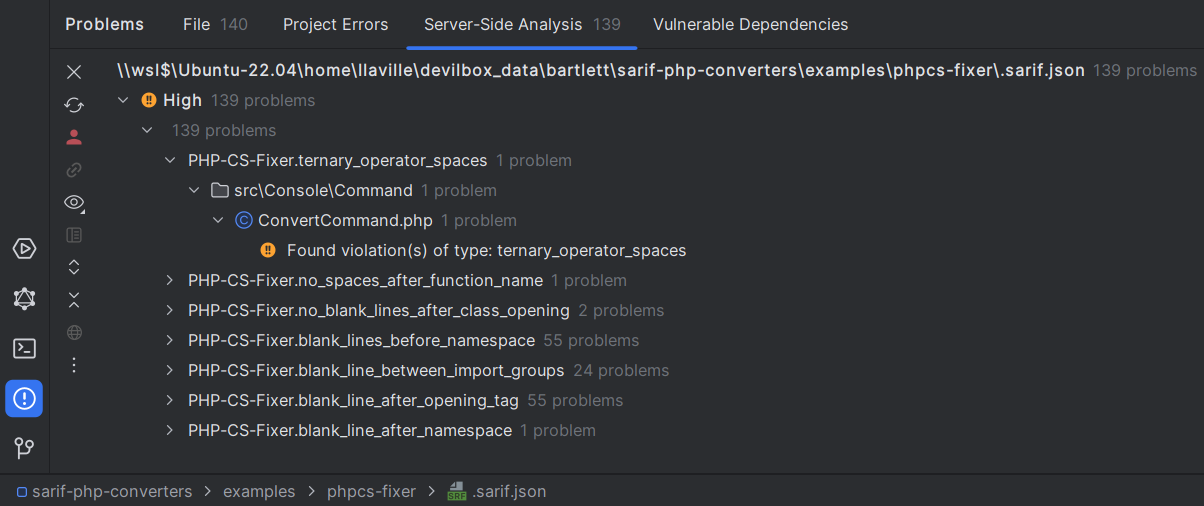 Problems File 140 Project Errors Server-Side Analysis 139 Vulnerable Dependencies
\\wsl$\Ubuntu-22.04\home\llaville\devilbox_data\bartlett\sarif-php-converters\examples\phpcs-fixer\.sarif.json 139 problems
High 139 problems
139 problems
PHP-CS-Fixer.ternary_operator_spaces 1 problem
src\Console\Command 1 problem
ConvertCommand.php 1 problem
Found violation(s) of type: ternary_operator_spaces
PHP-CS-Fixer.no_spaces_after_function_name 1 problem
PHP-CS-Fixer.no_blank_lines_after_class_opening 2 problems
PHP-CS-Fixer.blank_lines_before_namespace 55 problems
PHP-CS-Fixer.blank_line_between_import_groups 24 problems
PHP-CS-Fixer.blank_line_after_opening_tag 55 problems
PHP-CS-Fixer.blank_line_after_namespace 1 problem
sarif-php-converters > examples > phpcs-fixer > SRF .sarif.json